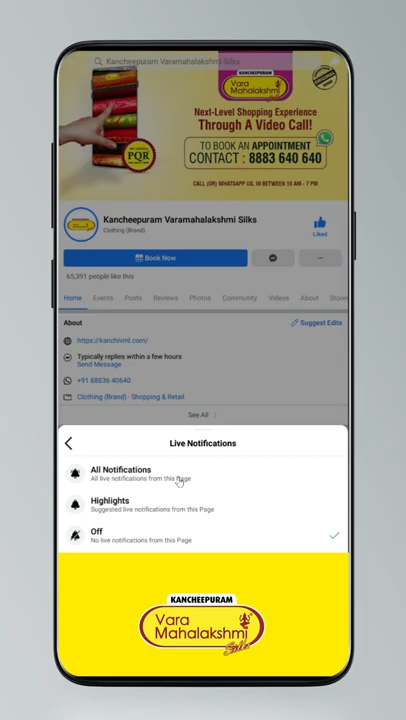 Kancheepuram Varamahalakshmi Silks
KANCHEEPURAM
Vara
Mahalakshmi
Silks
ORIGINAL
Next-Level Shopping Experience
Through A Video Call!
PQR
TO BOOK AN APPOINTMENT
CONTACT : 8883 640 640
CALL (OR) WHATSAPP US, IN BETWEEN 10 AM - 7 PM
Kancheepuram Varamahalakshmi Silks
Clothing (Brand)
Liked
Book Now
65,391 people like this
Home Events Posts Reviews Photos Community Videos About Stores
About
Suggest Edits
https://kanchivml.com/
Typically replies within a few hours
Send Message
+91 88836 40640
Clothing (Brand) · Shopping & Retail
See All
Live Notifications
All Notifications
All live notifications from this Page
Highlights
Suggested live notifications from this Page
Off
No live notifications from this Page
KANCHEEPURAM
Vara
Mahalakshmi
Silks